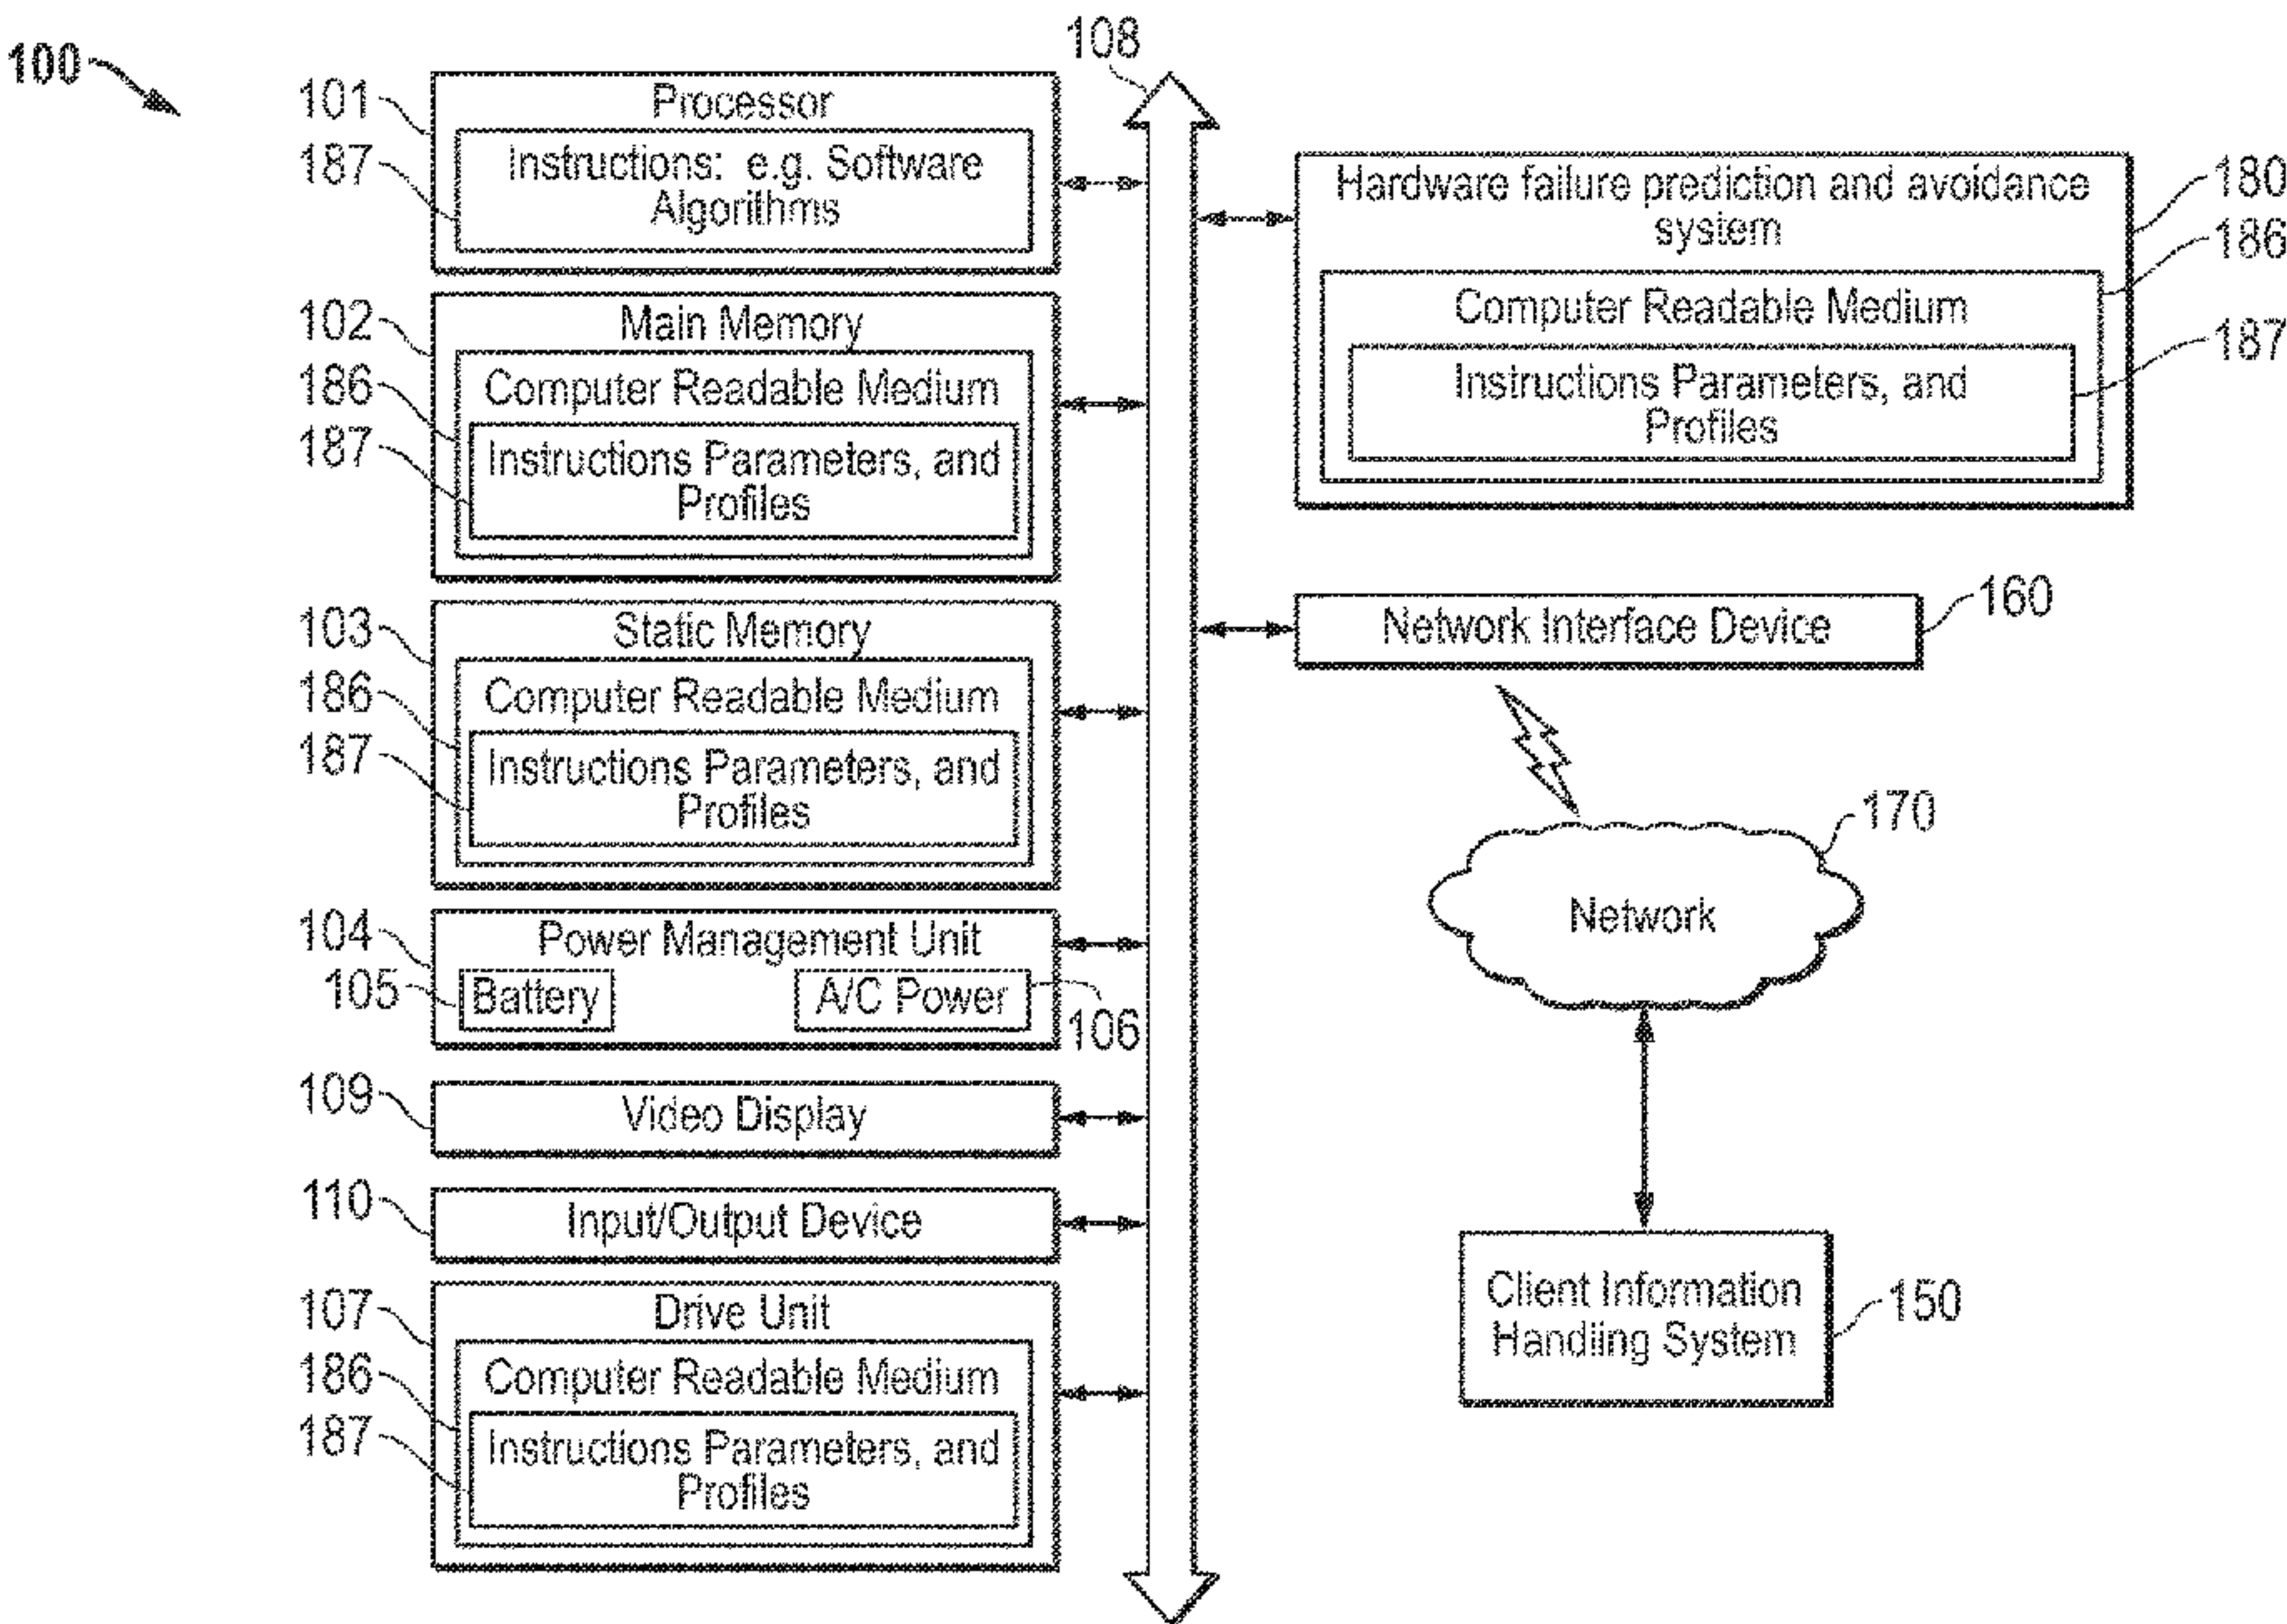 100
108
101
Processor
187
Instructions: e.g. Software
Algorithms
102
Main Memory
186
Computer Readable Medium
187
Instructions Parameters, and
Profiles
103
Static Memory
186
Computer Readable Medium
187
Instructions Parameters, and
Profiles
104
Power Management Unit
105
Battery
A/C Power
106
109
Video Display
110
Input/Output Device
107
Drive Unit
186
Computer Readable Medium
187
Instructions Parameters, and
Profiles
Hardware failure prediction and avoidance
system
180
186
Computer Readable Medium
187
Instructions Parameters, and
Profiles
Network Interface Device
160
170
Network
Client Information
Handling System
150